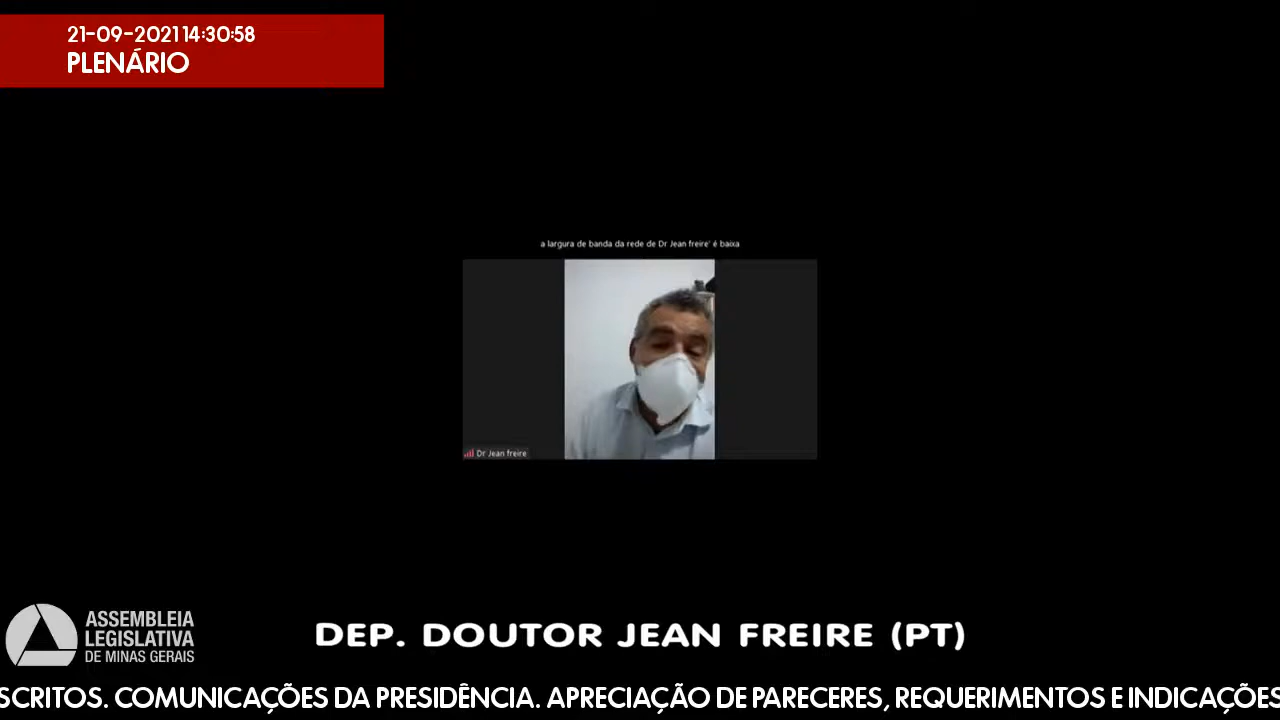 21-09-2021 14:30:58
PLENÁRIO
a largura de banda da rede de Dr Jean freire' é baixa
Dr Jean freire
ASSEMBLEIA
LEGISLATIVA
DE MINAS GERAIS
DEP. DOUTOR JEAN FREIRE (PT)
SCRITOS. COMUNICAÇÕES DA PRESIDÊNCIA. APRECIAÇÃO DE PARECERES, REQUERIMENTOS E INDICAÇÕES